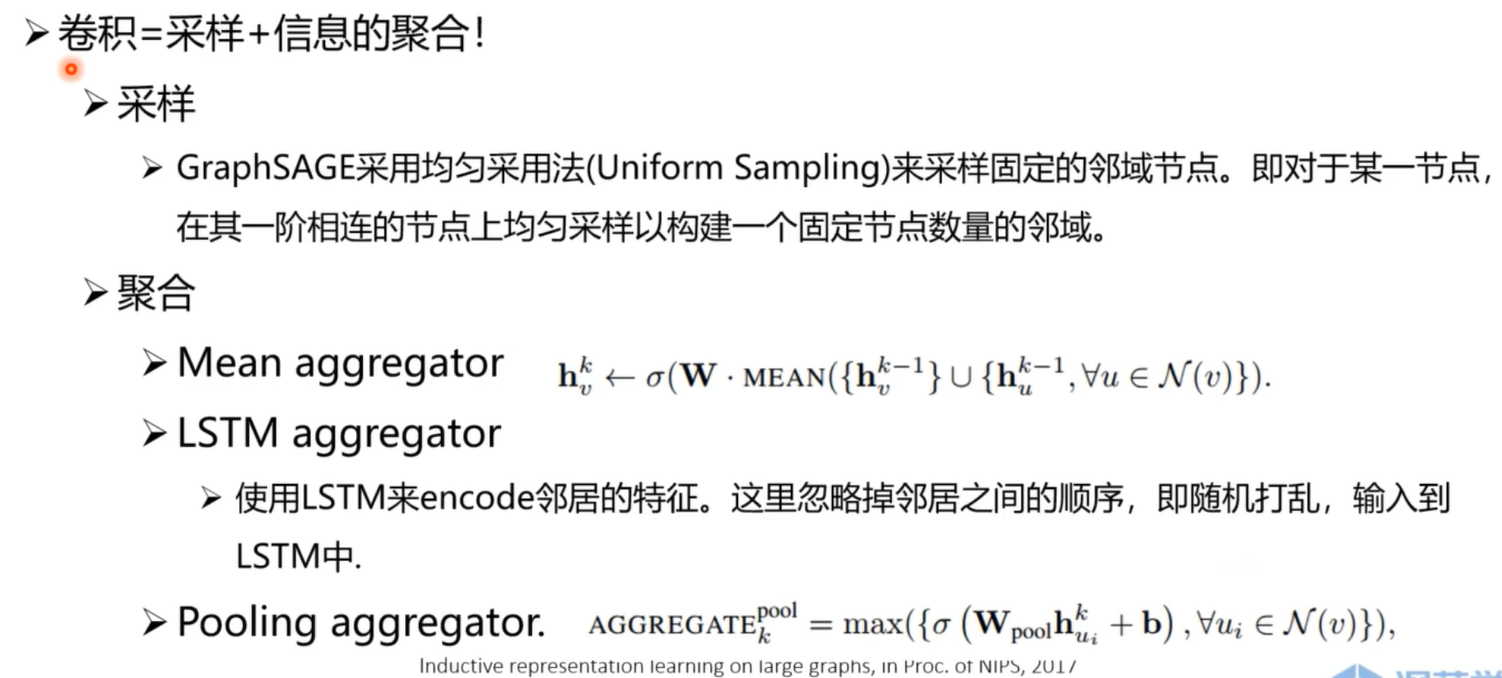 ➢卷积=采样+信息的聚合!
➢采样
➢GraphSAGE采用均匀采用法(Uniform Sampling)来采样固定的邻域节点。即对于某一节点,
在其一阶相连的节点上均匀采样以构建一个固定节点数量的邻域。
➢聚合
➢Mean aggregator $\mathbf{h}_v^k \leftarrow \sigma(\mathbf{W} \cdot \text{MEAN}(\{\mathbf{h}_v^{k-1}\} \cup \{\mathbf{h}_u^{k-1}, \forall u \in \mathcal{N}(v)\}).$
➢LSTM aggregator
➢使用LSTM来encode邻居的特征。这里忽略掉邻居之间的顺序,即随机打乱,输入到
LSTM中.
➢Pooling aggregator. $\text{AGGREGATE}_k^{\text{pool}} = \max(\{\sigma(\mathbf{W}_{\text{pool}}\mathbf{h}_{u_i}^k + \mathbf{b}), \forall u_i \in \mathcal{N}(v)\}),$
Inductive representation learning on large graphs, in Proc. of NIPS, 2017